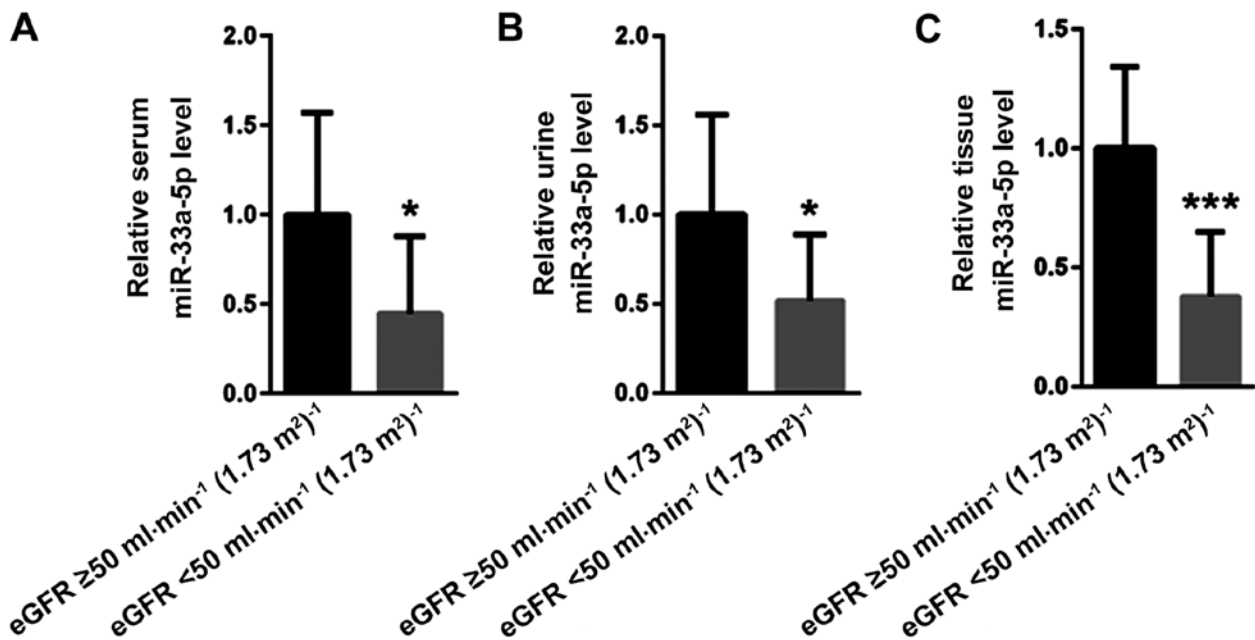 A
Relative serum
miR-33a-5p level
2.0
1.5
1.0
0.5
0.0
*
eGFR ≥50 ml·min⁻¹ (1.73 m²)⁻¹
eGFR <50 ml·min⁻¹ (1.73 m²)⁻¹
B
Relative urine
miR-33a-5p level
2.0
1.5
1.0
0.5
0.0
*
eGFR ≥50 ml·min⁻¹ (1.73 m²)⁻¹
eGFR <50 ml·min⁻¹ (1.73 m²)⁻¹
C
Relative tissue
miR-33a-5p level
1.5
1.0
0.5
0.0
***
eGFR ≥50 ml·min⁻¹ (1.73 m²)⁻¹
eGFR <50 ml·min⁻¹ (1.73 m²)⁻¹